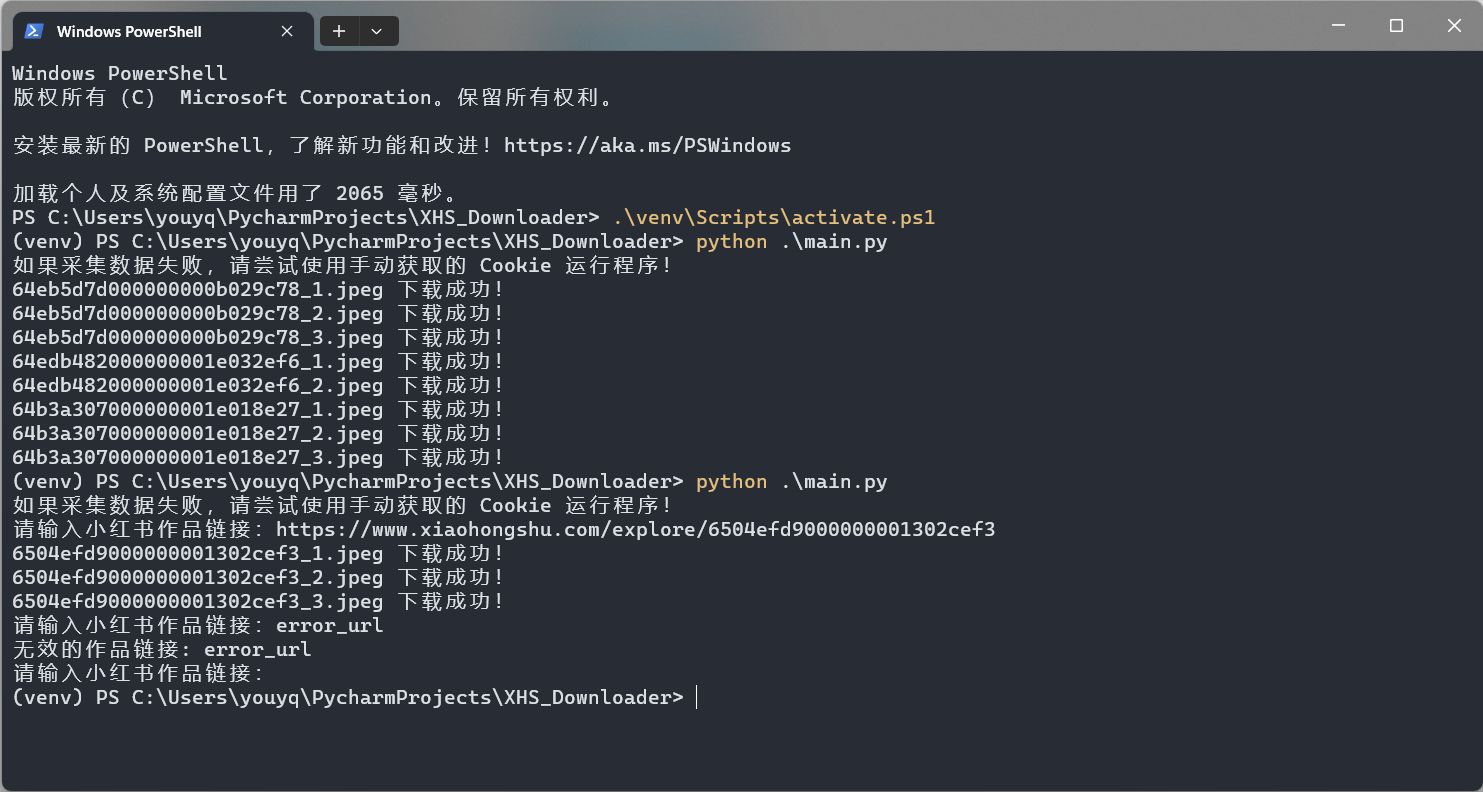 Windows PowerShell
Windows PowerShell
版权所有 (C)  Microsoft Corporation。保留所有权利。
安装最新的 PowerShell，了解新功能和改进！https://aka.ms/PSWindows
加载个人及系统配置文件用了 2065 毫秒。
PS C:\Users\youyq\PycharmProjects\XHS_Downloader> .\venv\Scripts\activate.ps1
(venv) PS C:\Users\youyq\PycharmProjects\XHS_Downloader> python .\main.py
如果采集数据失败，请尝试使用手动获取的 Cookie 运行程序！
64eb5d7d000000000b029c78_1.jpeg 下载成功！
64eb5d7d000000000b029c78_2.jpeg 下载成功！
64eb5d7d000000000b029c78_3.jpeg 下载成功！
64edb482000000001e032ef6_1.jpeg 下载成功！
64edb482000000001e032ef6_2.jpeg 下载成功！
64b3a307000000001e018e27_1.jpeg 下载成功！
64b3a307000000001e018e27_2.jpeg 下载成功！
64b3a307000000001e018e27_3.jpeg 下载成功！
(venv) PS C:\Users\youyq\PycharmProjects\XHS_Downloader> python .\main.py
如果采集数据失败，请尝试使用手动获取的 Cookie 运行程序！
请输入小红书作品链接：https://www.xiaohongshu.com/explore/6504efd9000000001302cef3
6504efd9000000001302cef3_1.jpeg 下载成功！
6504efd9000000001302cef3_2.jpeg 下载成功！
6504efd9000000001302cef3_3.jpeg 下载成功！
请输入小红书作品链接：error_url
无效的作品链接：error_url
请输入小红书作品链接：
(venv) PS C:\Users\youyq\PycharmProjects\XHS_Downloader>